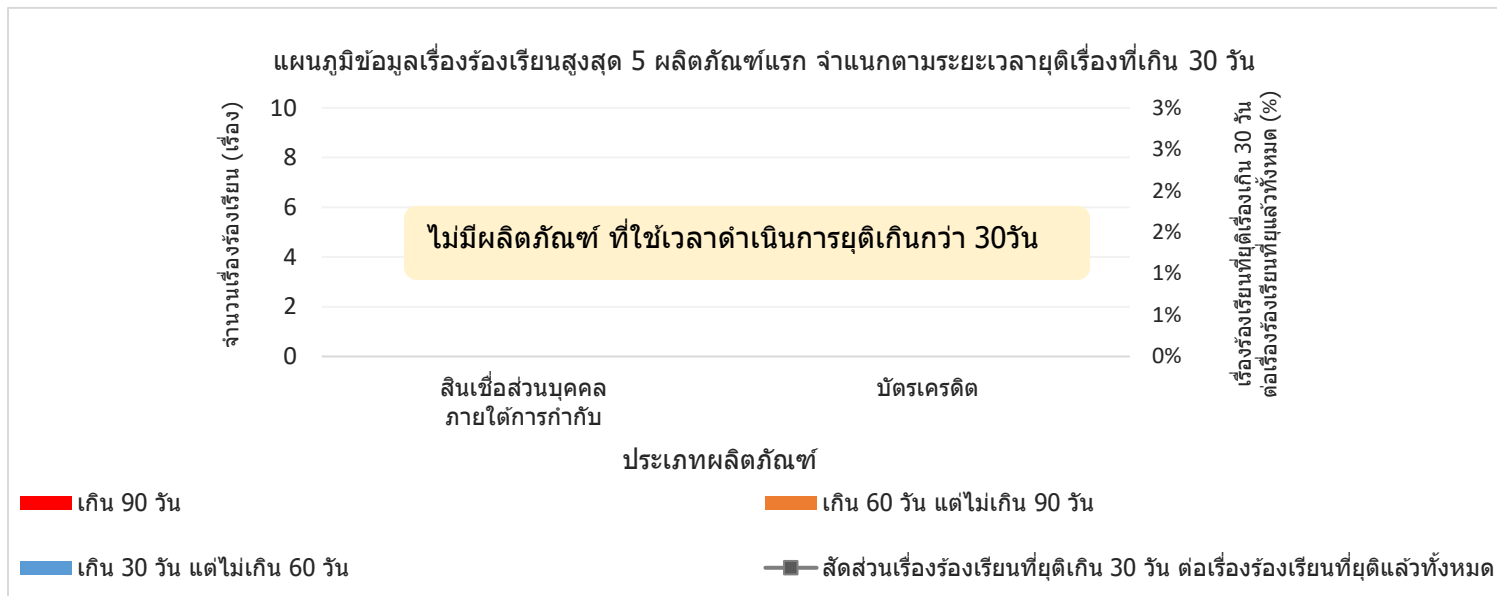 แผนภูมิข้อมูลเรื่องร้องเรียนสูงสุด 5 ผลิตภัณฑ์แรก จำแนกตามระยะเวลายุติเรื่องที่เกิน 30 วัน
จำนวนเรื่องร้องเรียน (เรื่อง)
10
8
6
4
2
0
ไม่มีผลิตภัณฑ์ ที่ใช้เวลาดำเนินการยุติเกินกว่า 30วัน
3%
3%
2%
2%
1%
1%
0%
เรื่องร้องเรียนที่ยุติเรื่องเกิน 30 วัน
ต่อเรื่องร้องเรียนที่ยุแล้วทั้งหมด (%)
สินเชื่อส่วนบุคคล
ภายใต้การกำกับ
บัตรเครดิต
ประเภทผลิตภัณฑ์
เกิน 90 วัน
เกิน 60 วัน แต่ไม่เกิน 90 วัน
เกิน 30 วัน แต่ไม่เกิน 60 วัน
สัดส่วนเรื่องร้องเรียนที่ยุติเกิน 30 วัน ต่อเรื่องร้องเรียนที่ยุติแล้วทั้งหมด